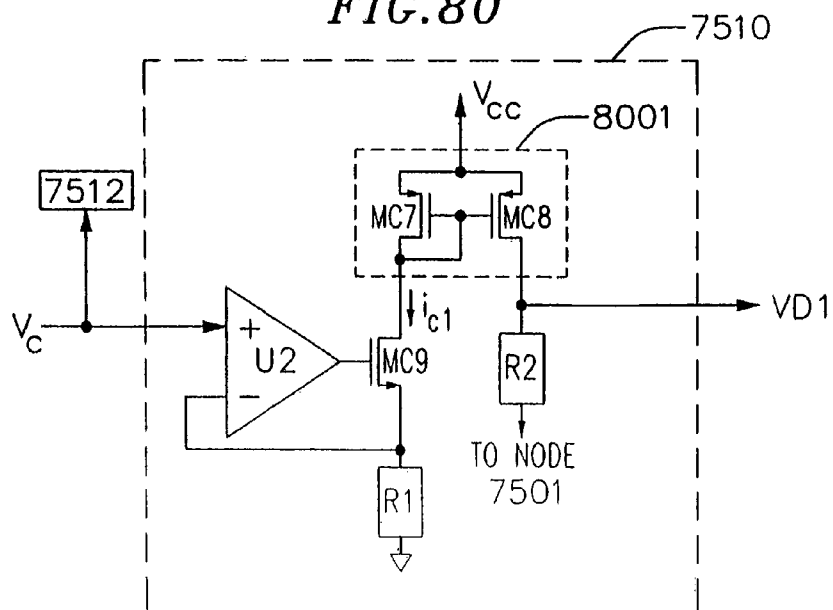 FIG.80
7510
Vcc
8001
7512
MC7
MC8
ic1
Vc
VD1
+
U2
MC9
R2
−
TO NODE
7501
R1